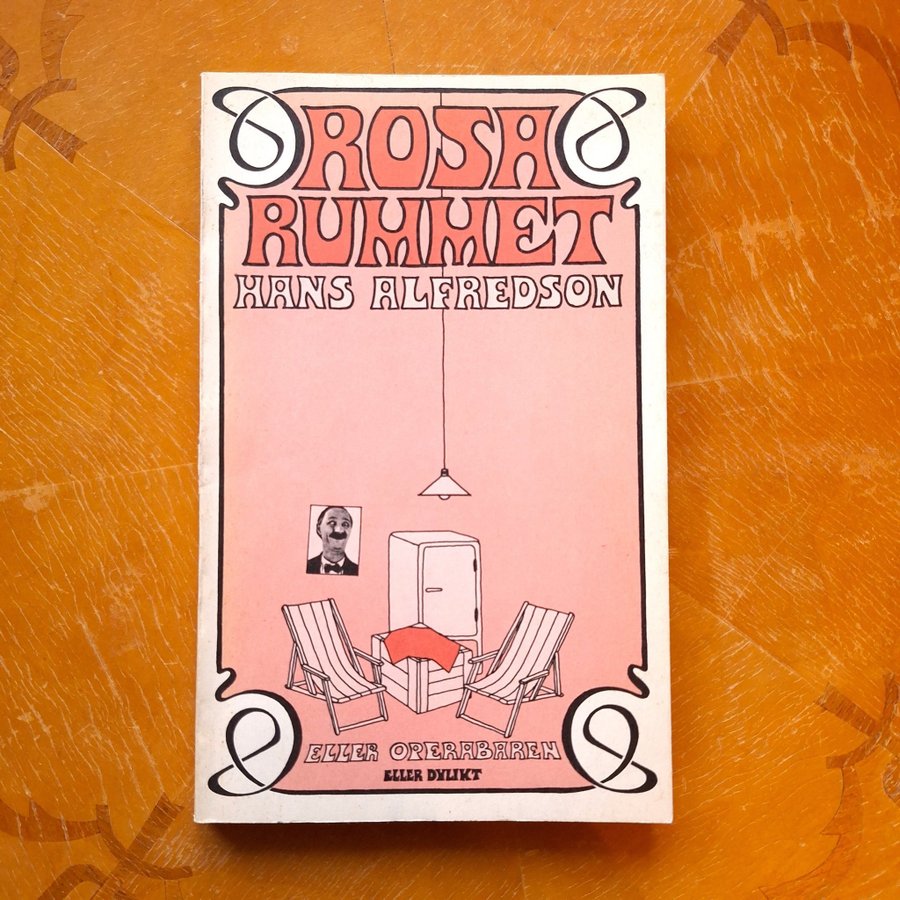 ROSA
RUMMET
HANS ALFREDSON
ELLER OPERABAREN
ELLER DYLIKT